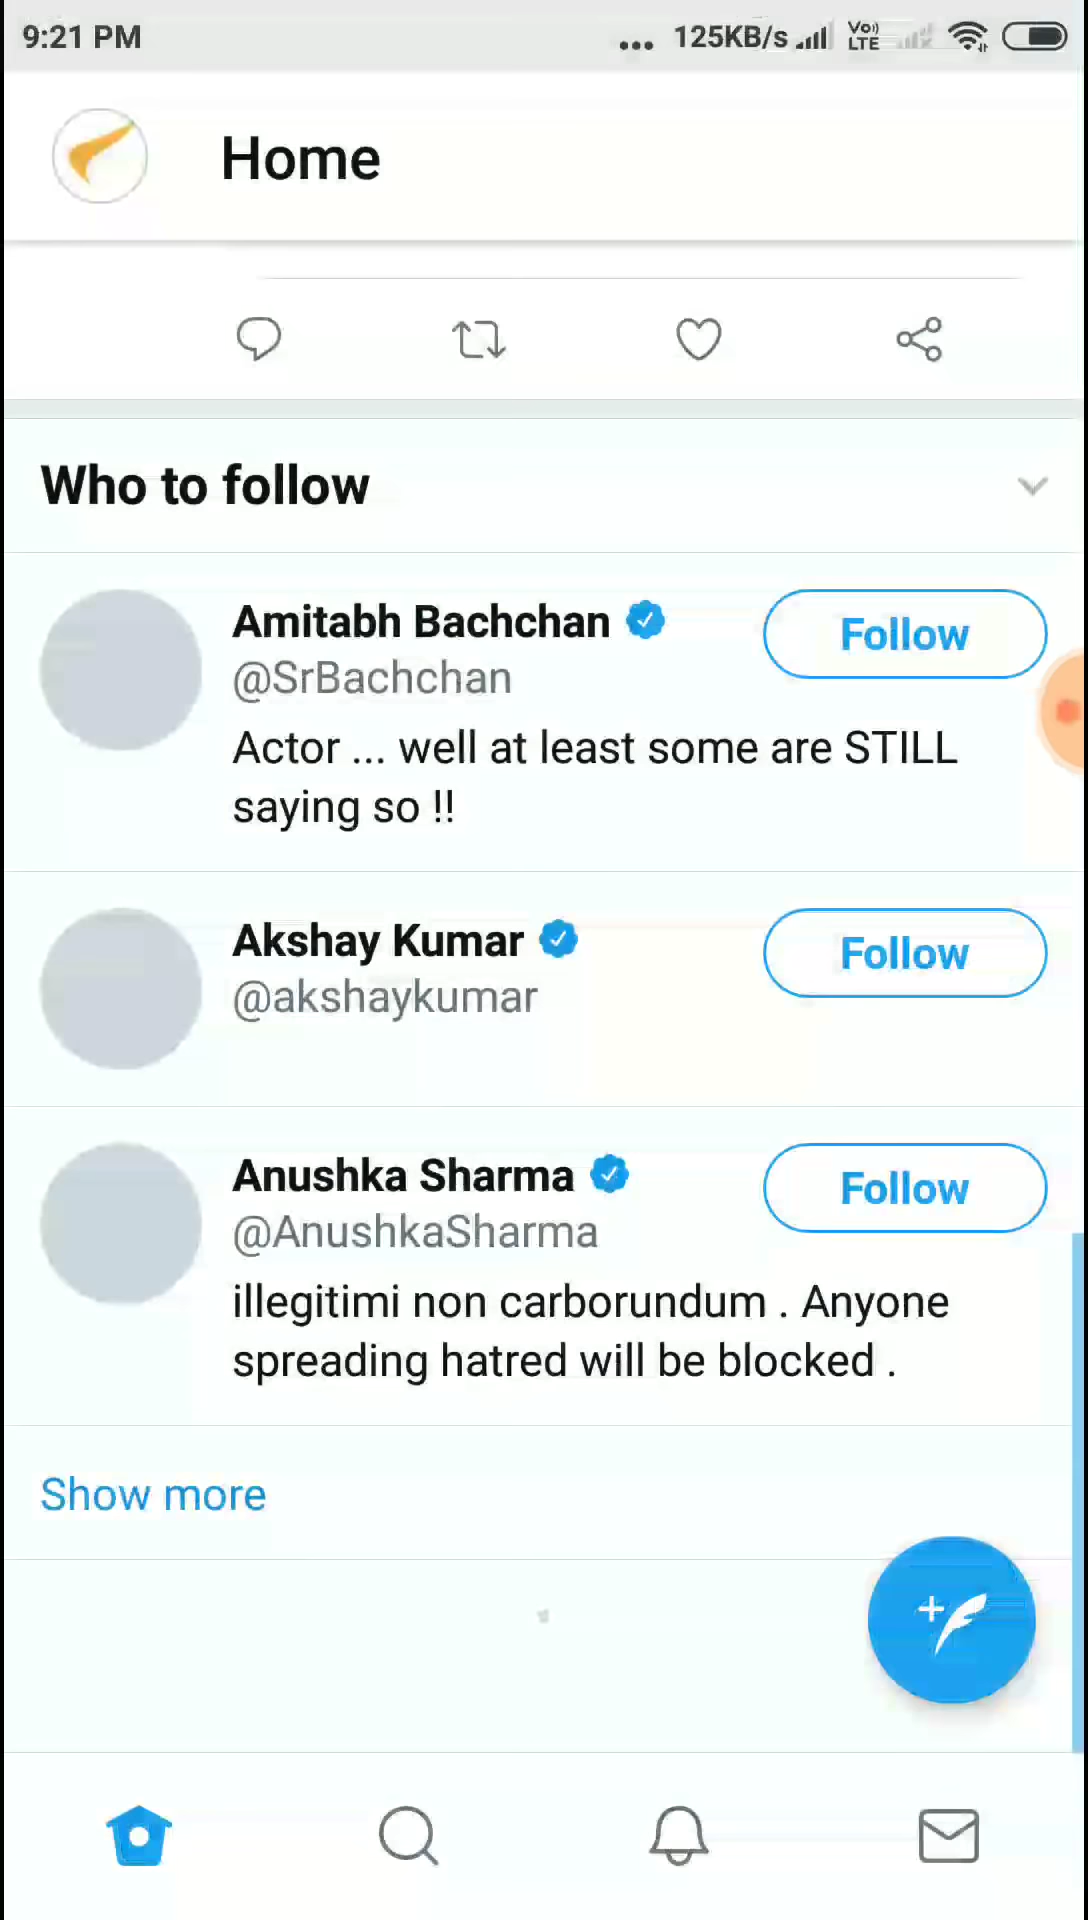 9:21 PM
... 125KB/s Vo)) LTE
Home
Who to follow
Amitabh Bachchan
Follow
@SrBachchan
Actor ... well at least some are STILL
saying so !!
Akshay Kumar
Follow
@akshaykumar
Anushka Sharma
Follow
@AnushkaSharma
illegitimi non carborundum . Anyone
spreading hatred will be blocked .
Show more